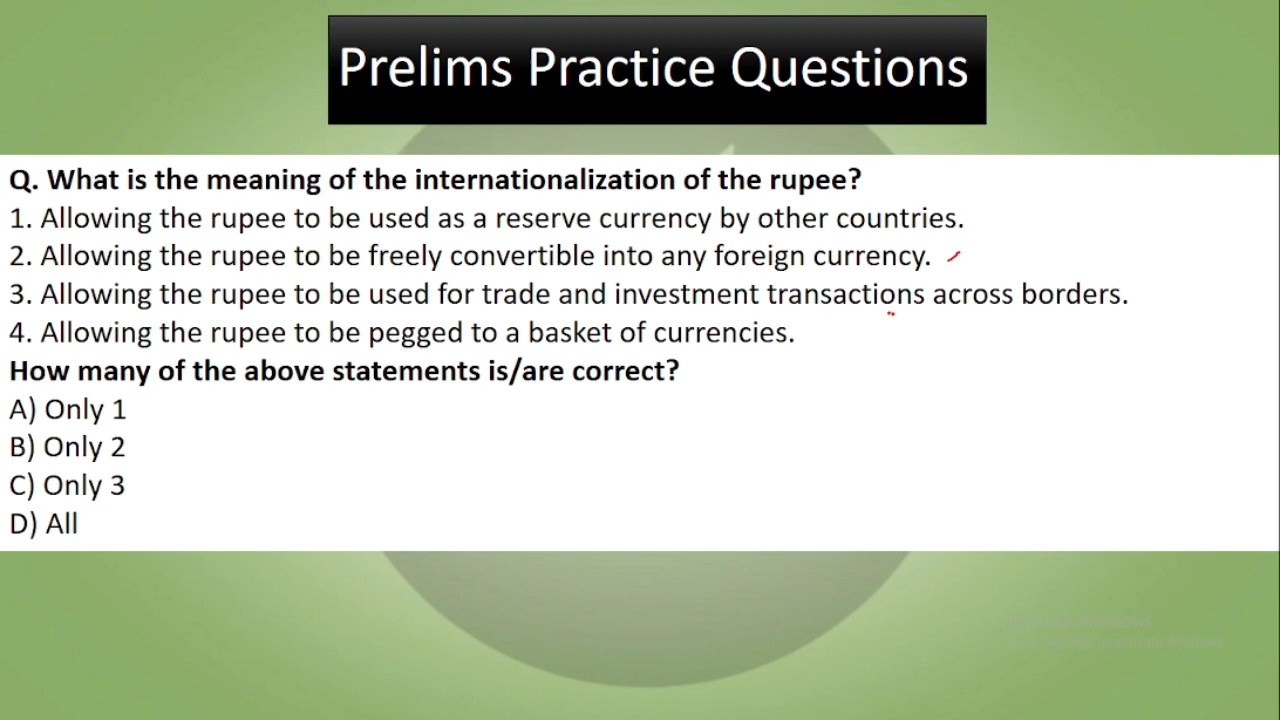 Prelims Practice Questions
Q. What is the meaning of the internationalization of the rupee?
1. Allowing the rupee to be used as a reserve currency by other countries.
2. Allowing the rupee to be freely convertible into any foreign currency.
3. Allowing the rupee to be used for trade and investment transactions across borders.
4. Allowing the rupee to be pegged to a basket of currencies.
How many of the above statements is/are correct?
A) Only 1
B) Only 2
C) Only 3
D) All